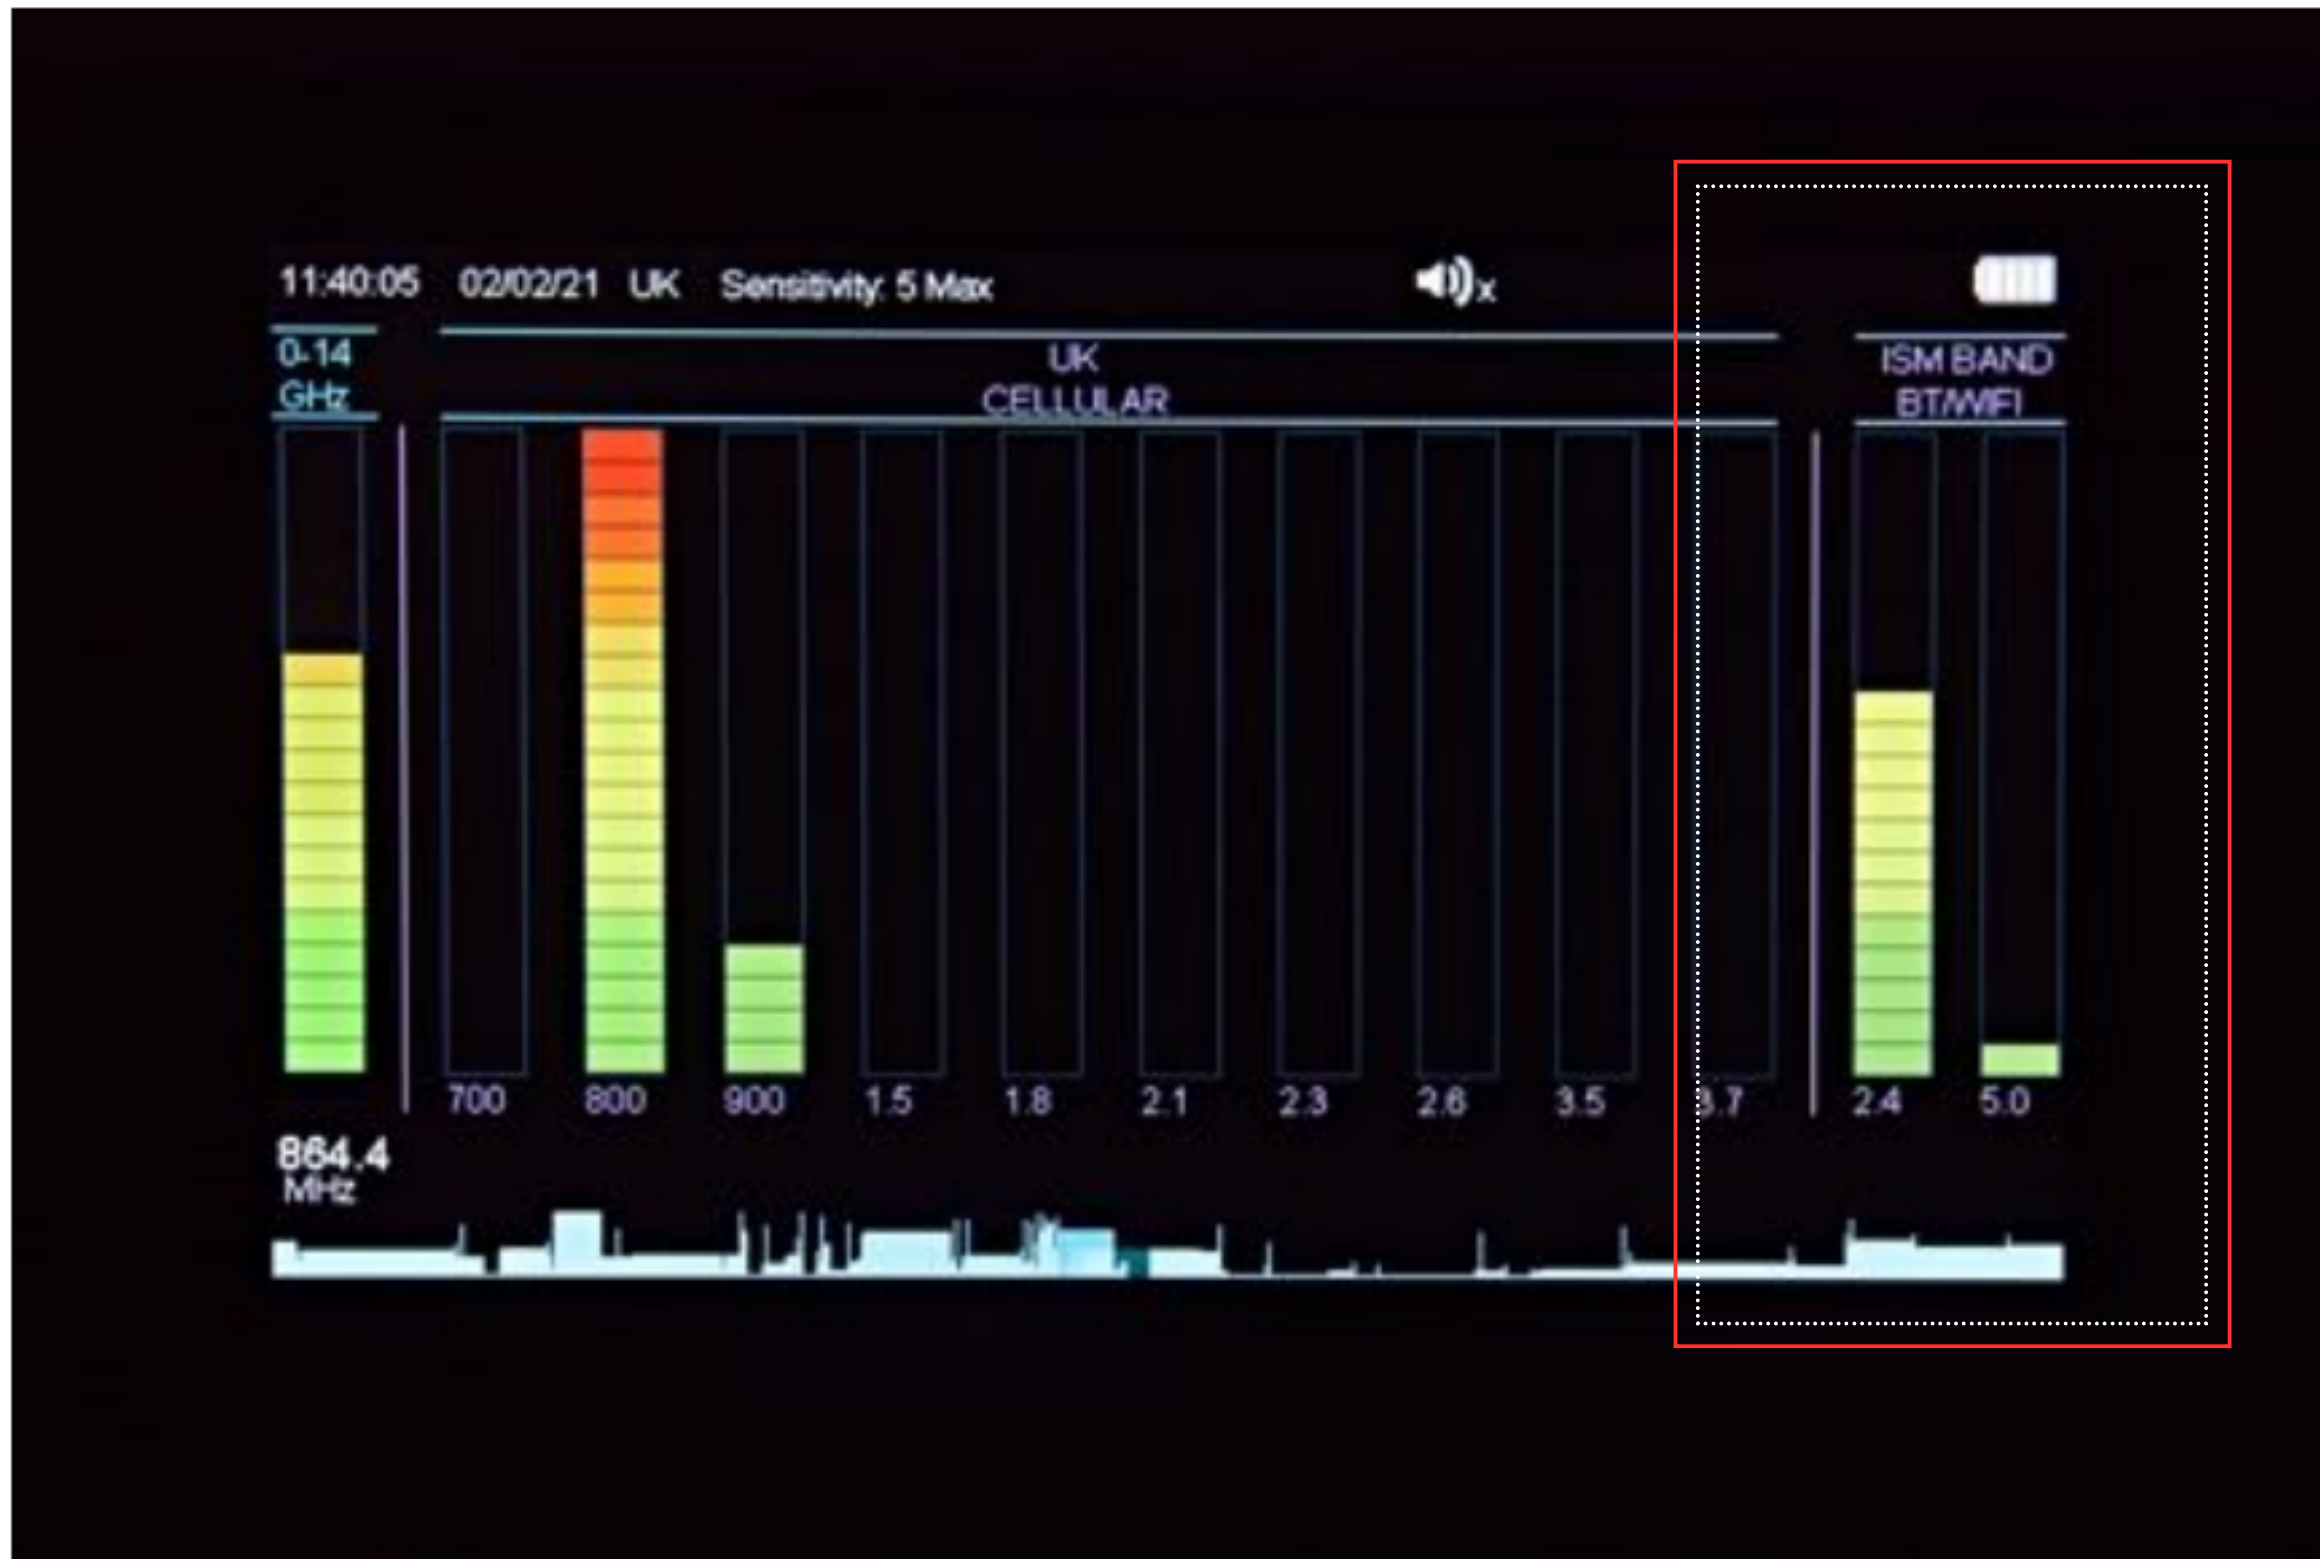 11:40:05 02/02/21 UK Sensitivity: 5 Max x
0-14
GHz
UK
CELLULAR
ISM BAND
BT/WIFI
700 800 900 1.5 1.8 2.1 2.3 2.6 3.5 3.7 2.4 5.0
864.4
MHz